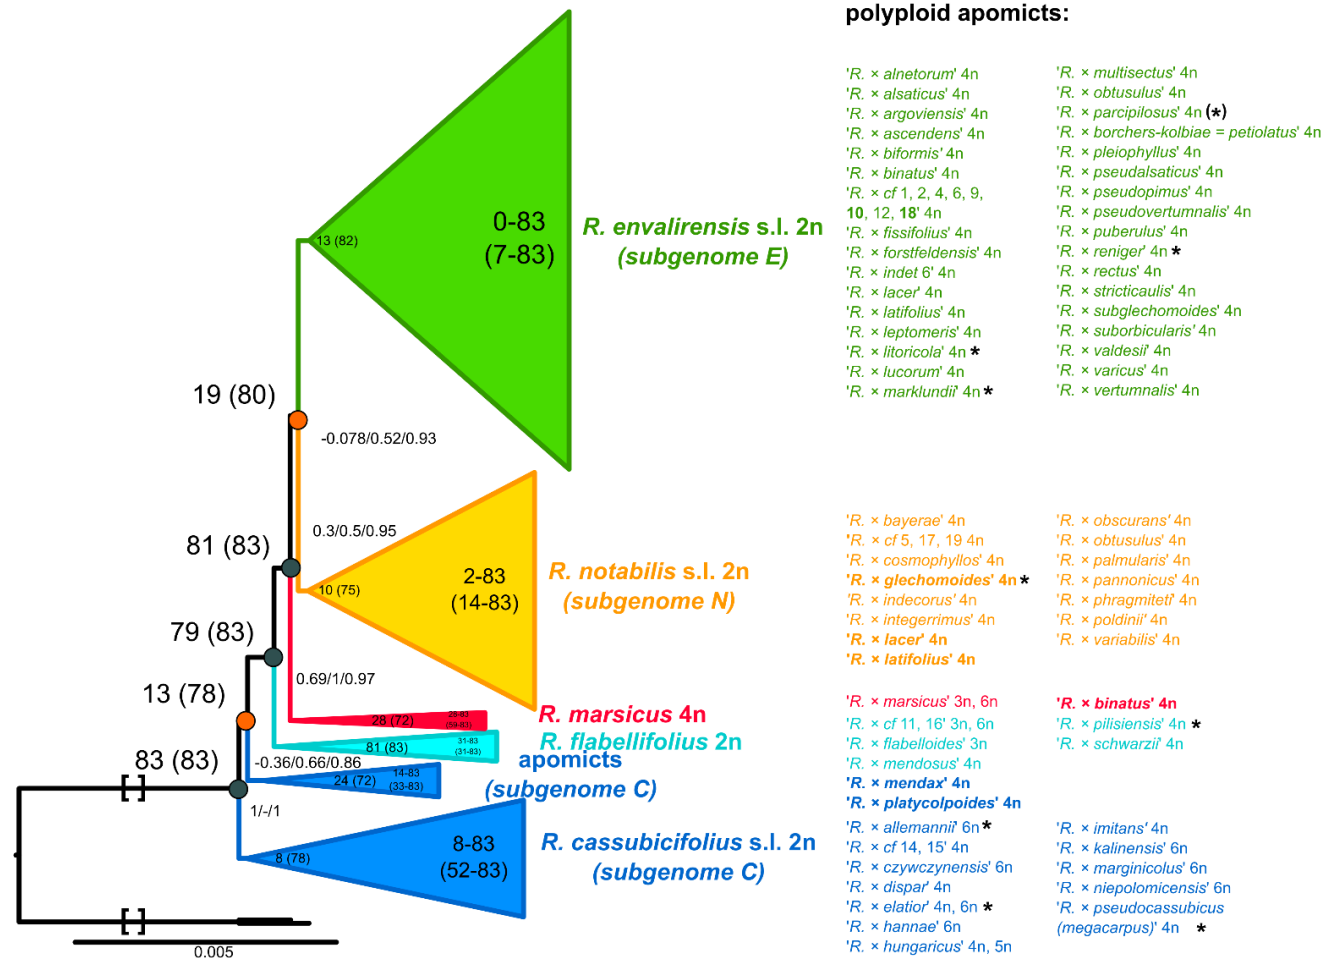 polyploid apomicts:
'R. × alnetorum' 4n
'R. × alsaticus' 4n
'R. × argoviensis' 4n
'R. × ascendens' 4n
'R. × biformis' 4n
'R. × binatus' 4n
'R. × cf 1, 2, 4, 6, 9,
10, 12, 18' 4n
'R. × fissifolius' 4n
'R. × forstfeldensis' 4n
'R. × indet 6' 4n
'R. × lacer' 4n
'R. × latifolius' 4n
'R. × leptomeris' 4n
'R. × litoricola' 4n *
'R. × lucorum' 4n
'R. × marklundii' 4n *
'R. × multisectus' 4n
'R. × obtusulus' 4n
'R. × parcipilosus' 4n (*)
'R. × borchers-kolbiae = petiolatus' 4n
'R. × pleiophyllus' 4n
'R. × pseudalsaticus' 4n
'R. × pseudopimus' 4n
'R. × pseudovertumnalis' 4n
'R. × puberulus' 4n
'R. × reniger' 4n *
'R. × rectus' 4n
'R. × stricticaulis' 4n
'R. × subglechomoides' 4n
'R. × suborbicularis' 4n
'R. × valdesii' 4n
'R. × varicus' 4n
'R. × vertumnalis' 4n
13 (82)
0-83
(7-83)
R. envalirensis s.l. 2n
(subgenome E)
19 (80)
-0.078/0.52/0.93
0.3/0.5/0.95
81 (83)
10 (75)
2-83
(14-83)
R. notabilis s.l. 2n
(subgenome N)
'R. × bayerae' 4n
'R. × cf 5, 17, 19 4n
'R. × cosmophyllos' 4n
'R. × glechomoides' 4n *
'R. × indecorus' 4n
'R. × integerrimus' 4n
'R. × lacer' 4n
'R. × latifolius' 4n
'R. × obscurans' 4n
'R. × obtusulus' 4n
'R. × palmularis' 4n
'R. × pannonicus' 4n
'R. × phragmiteti' 4n
'R. × poldinii' 4n
'R. × variabilis' 4n
79 (83)
0.69/1/0.97
13 (78)
28 (72)
29-83
(59-83)
R. marsicus 4n
81 (83)
31-83
(31-83)
R. flabellifolius 2n
83 (83)
-0.36/0.66/0.86
24 (72)
14-83
(33-83)
apomicts
(subgenome C)
1/-/1
8 (78)
8-83
(52-83)
R. cassubicifolius s.l. 2n
(subgenome C)
'R. × marsicus' 3n, 6n
'R. × cf 11, 16' 3n, 6n
'R. × flabelloides' 3n
'R. × mendosus' 4n
'R. × mendax' 4n
'R. × platycolpoides' 4n
'R. × binatus' 4n
'R. × pilisiensis' 4n *
'R. × schwarzii' 4n
'R. × allemannii' 6n *
'R. × cf 14, 15' 4n
'R. × czywczynensis' 6n
'R. × dispar' 4n
'R. × elatior' 4n, 6n *
'R. × hannae' 6n
'R. × hungaricus' 4n, 5n
'R. × imitans' 4n
'R. × kalinensis' 6n
'R. × marginicolus' 6n
'R. × niepolomicensis' 6n
'R. × pseudocassubicus
(megacarpus)' 4n *
0.005